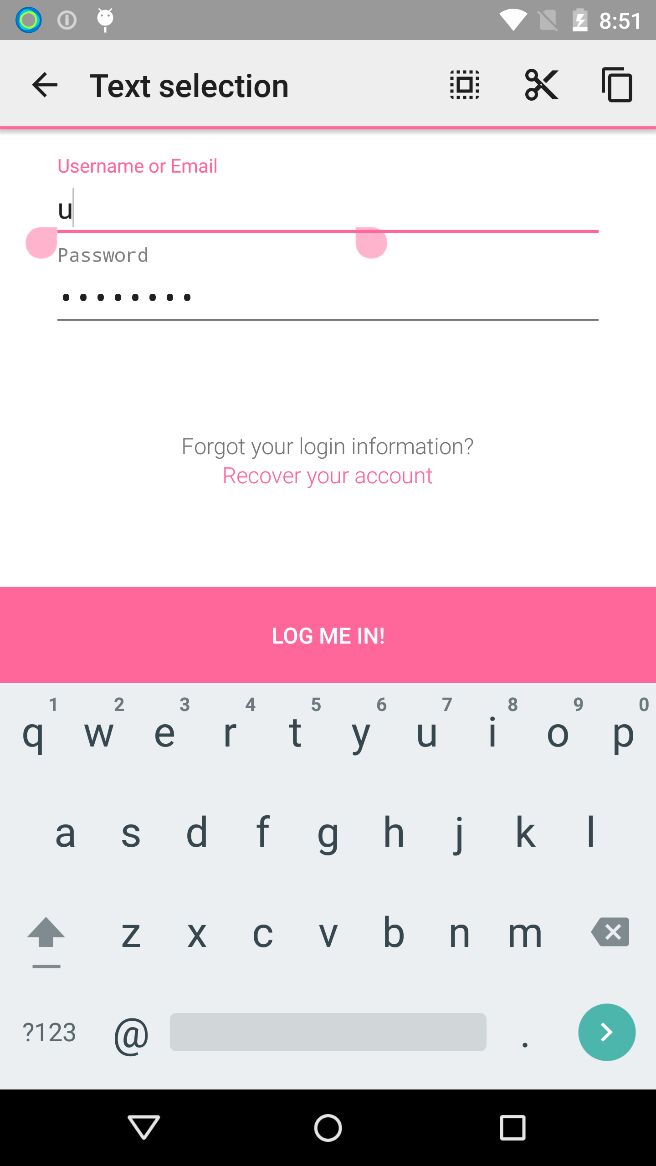 8:51
Text selection
Username or Email
u
Password
••••••••
Forgot your login information?
Recover your account
LOG ME IN!
1 2 3 4 5 6 7 8 9 0
q w e r t y u i o p
a s d f g h j k l
z x c v b n m
?123 @ .